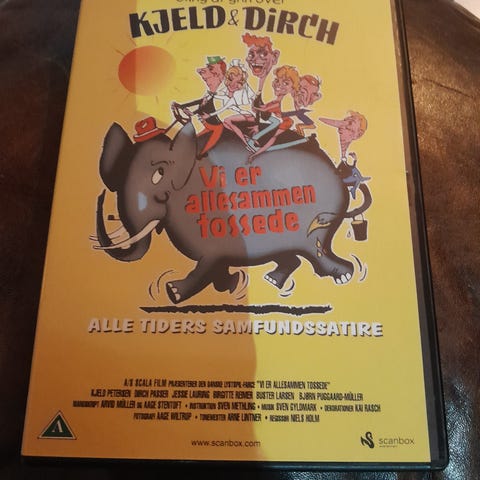 KJELD & DIRCH
Vi er
allesammen
tossede
ALLE TIDERS SAMFUNDSSATIRE
A/S SCALA FILM PRÆSENTERER DEN DANSKE LYSTSPIL-FARCE "VI ER ALLESAMMEN TOSSEDE"
KJELD PETERSEN DIRCH PASSER JESSIE LAURING BIRGITTE REIMER BUSTER LARSEN BJØRN PUGGAARD-MÜLLER
MANUSKRIPT ARVID MÜLLER og AAGE STENTOFT • INSTRUKTION SVEN METHLING • MUSIK SVEN GYLDMARK • DEKORATIONER KAI RASCH
FOTOGRAF: AAGE WILTRUP • TONEMESTER ARNE LINTNER • REGISSØR NIELS HOLM
A
www.scanbox.com
scanbox